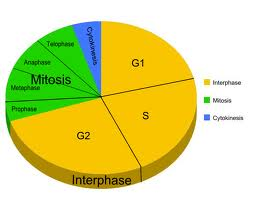 Cytokinesis
Telophase
G1
Anaphase
Mitosis
Metaphase
Prophase
S
G2
Interphase
Interphase
Mitosis
Cytokinesis